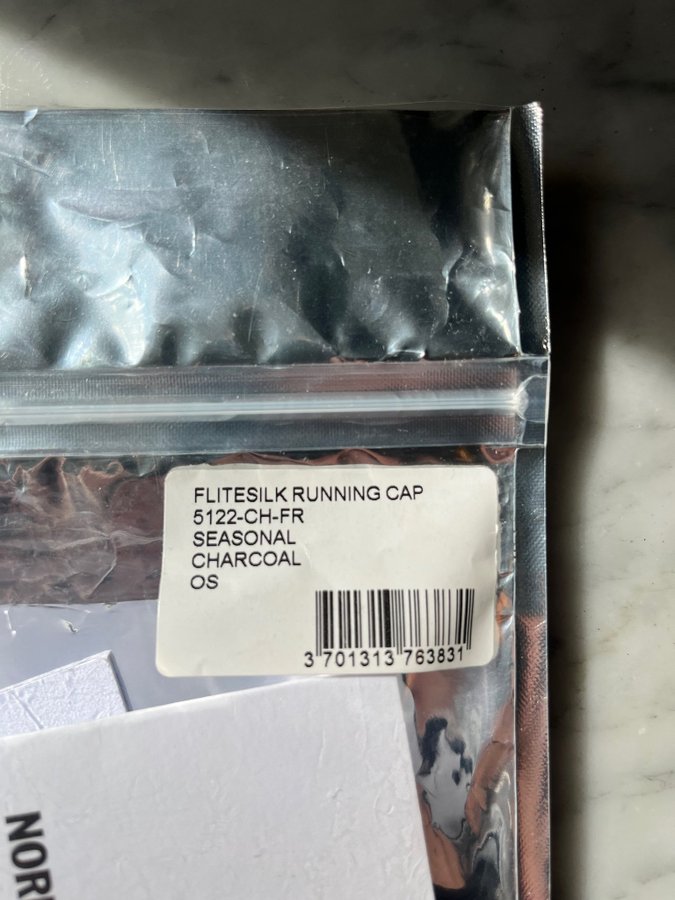 FLITESILK RUNNING CAP
5122-CH-FR
SEASONAL
CHARCOAL
OS
3 701313 763831